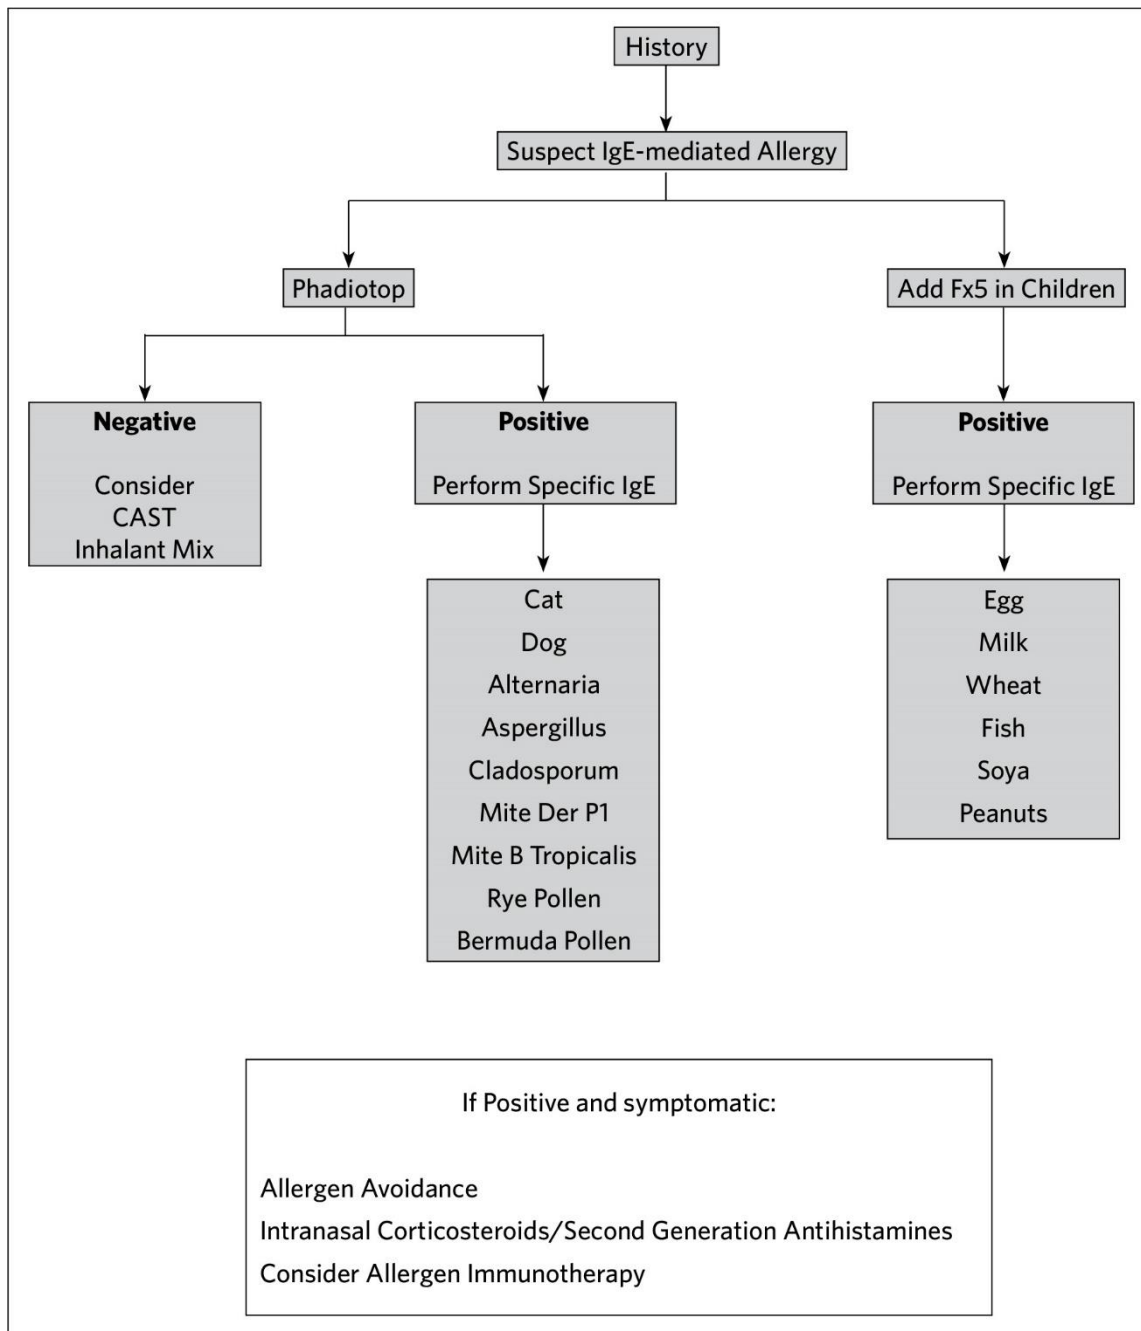 History
Suspect IgE-mediated Allergy
Phadiotop
Add Fx5 in Children
Negative
Consider
CAST
Inhalant Mix
Positive
Perform Specific IgE
Positive
Perform Specific IgE
Cat
Dog
Alternaria
Aspergillus
Cladosporum
Mite Der P1
Mite B Tropicalis
Rye Pollen
Bermuda Pollen
Egg
Milk
Wheat
Fish
Soya
Peanuts
If Positive and symptomatic:
Allergen Avoidance
Intranasal Corticosteroids/Second Generation Antihistamines
Consider Allergen Immunotherapy